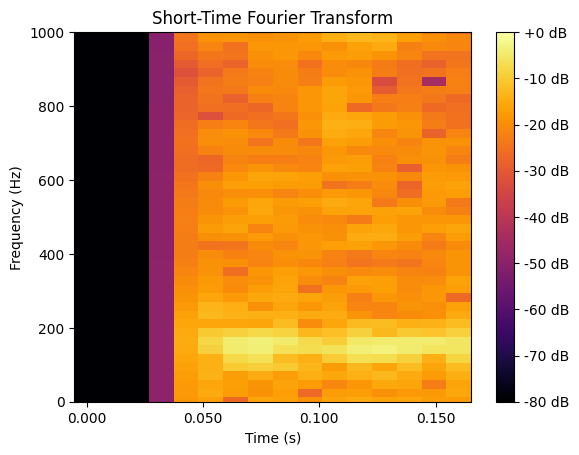 Short-Time Fourier Transform
1000
800
600
400
200
0
Frequency (Hz)
0.000
0.050
0.100
0.150
Time (s)
+0 dB
-10 dB
-20 dB
-30 dB
-40 dB
-50 dB
-60 dB
-70 dB
-80 dB